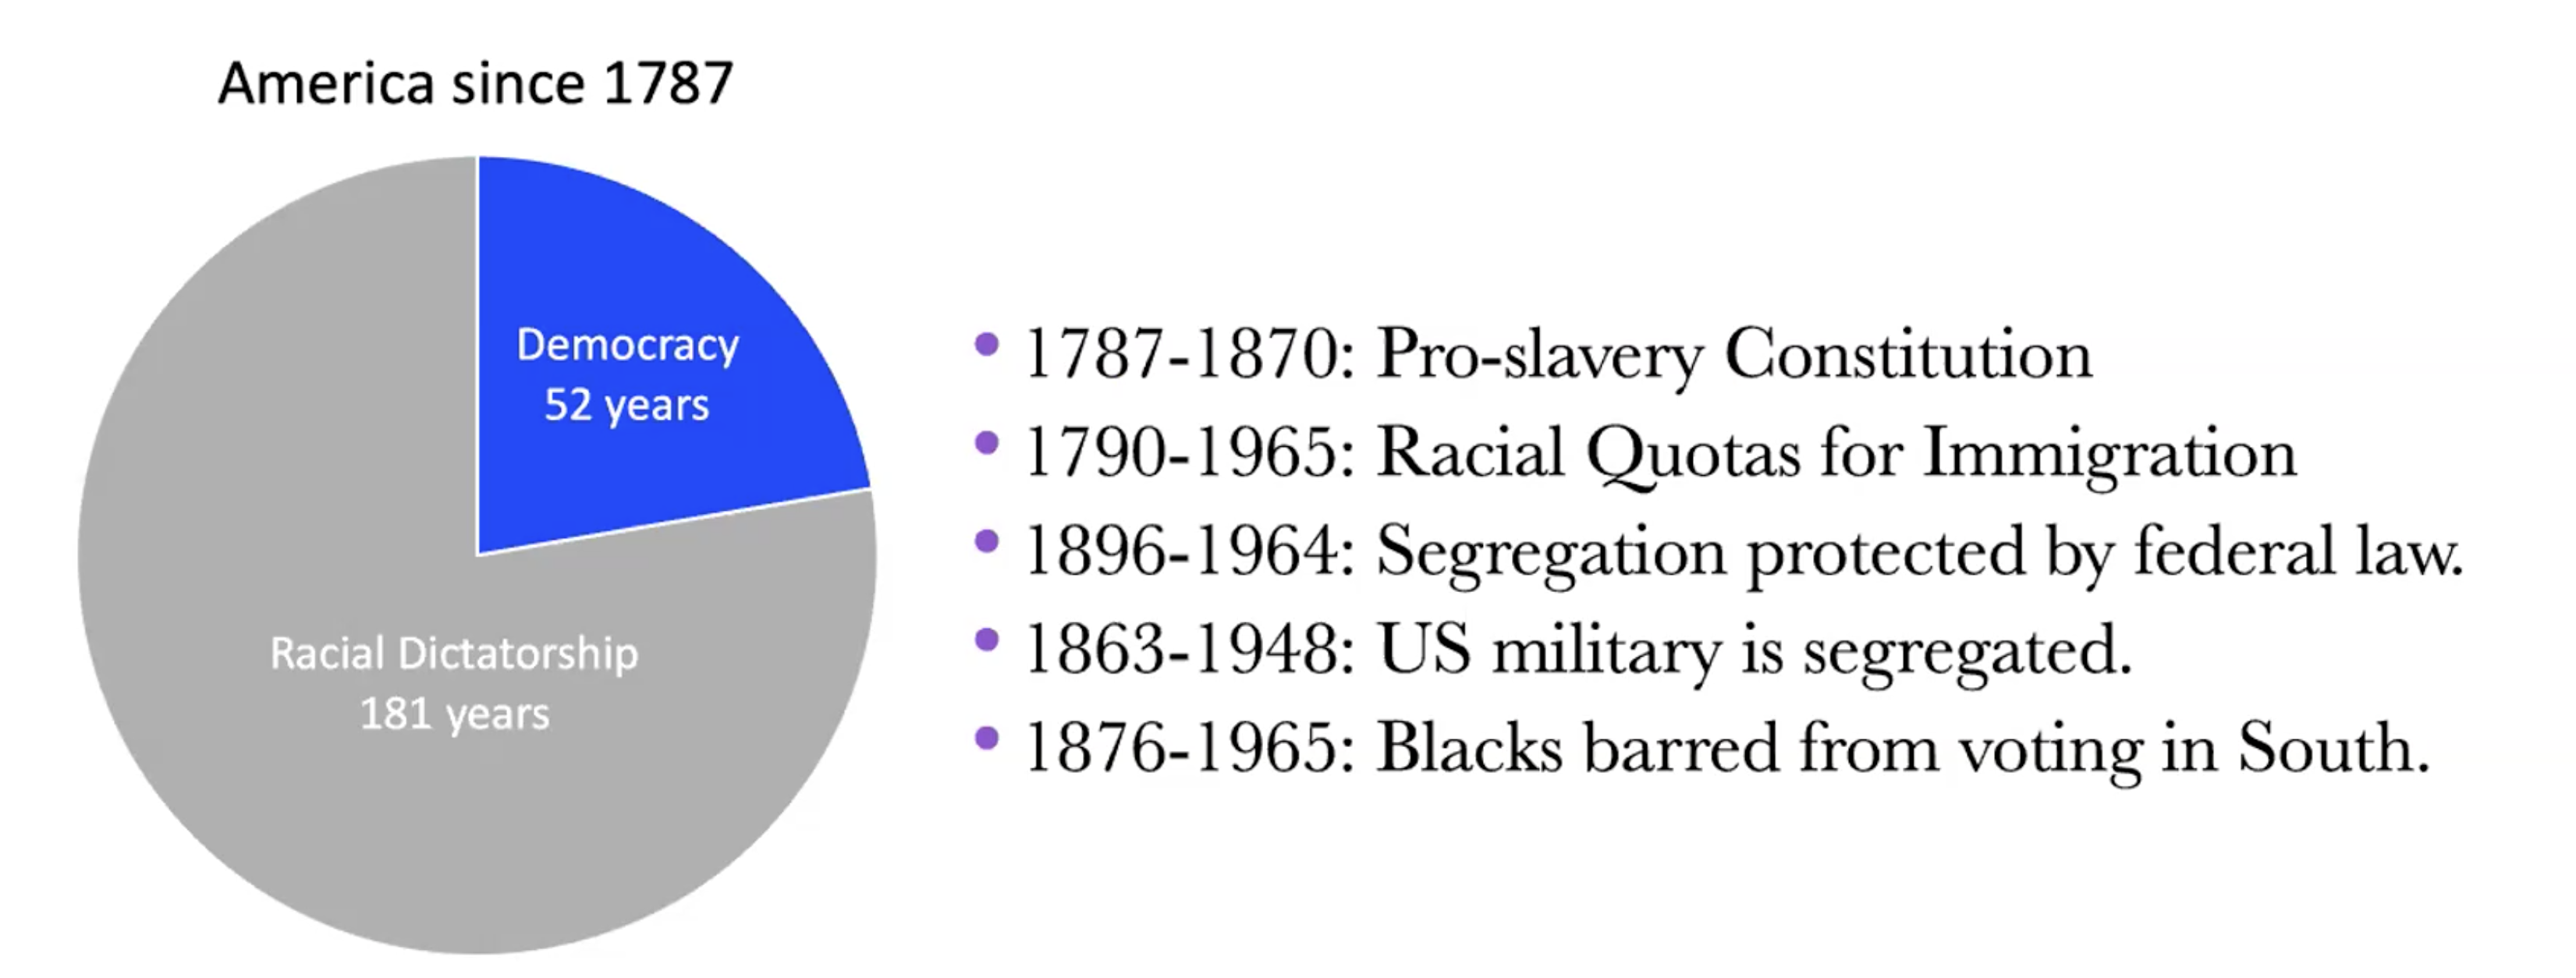 America since 1787
Democracy
52 years
Racial Dictatorship
181 years
• 1787-1870: Pro-slavery Constitution
• 1790-1965: Racial Quotas for Immigration
• 1896-1964: Segregation protected by federal law.
• 1863-1948: US military is segregated.
• 1876-1965: Blacks barred from voting in South.